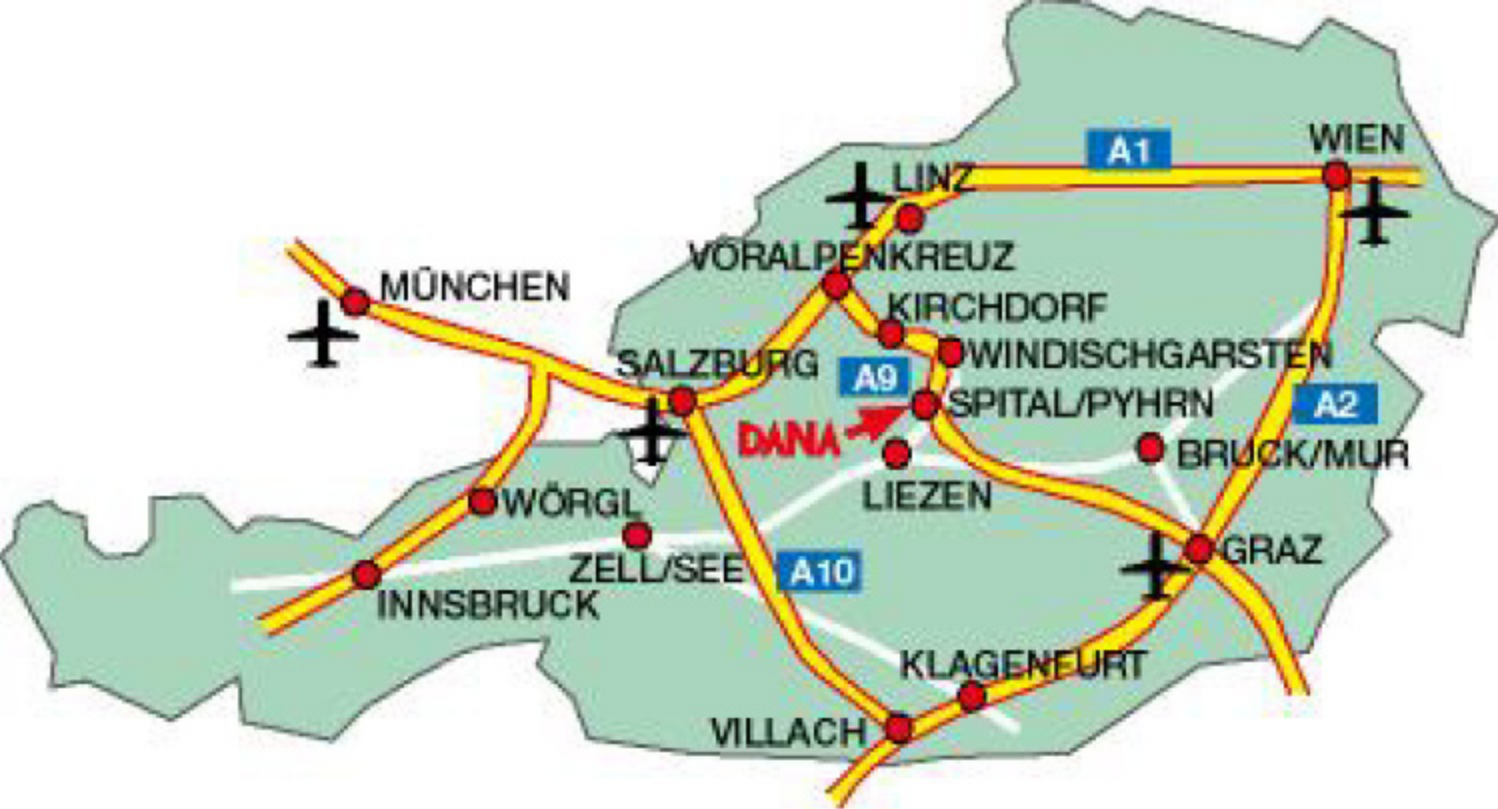 A1
WIEN
LINZ
VORALPENKREUZ
MÜNCHEN
KIRCHDORF
SALZBURG
WINDISCHGARSTEN
A9
SPITAL/PYHRN
A2
DANA
BRUCK/MUR
LIEZEN
WÖRGL
GRAZ
ZELL/SEE
A10
INNSBRUCK
KLAGENFURT
VILLACH